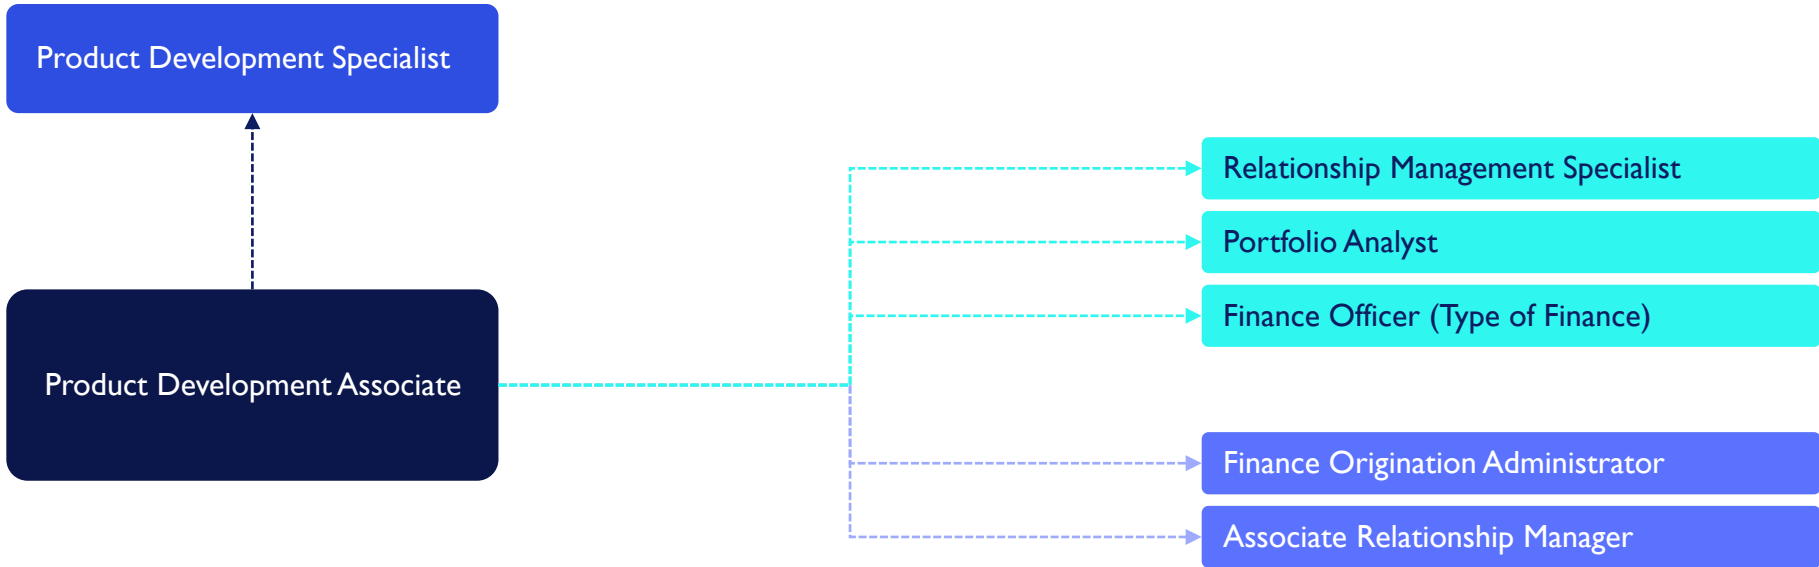 Product Development Specialist
Relationship Management Specialist
Portfolio Analyst
Finance Officer (Type of Finance)
Product Development Associate
Finance Origination Administrator
Associate Relationship Manager